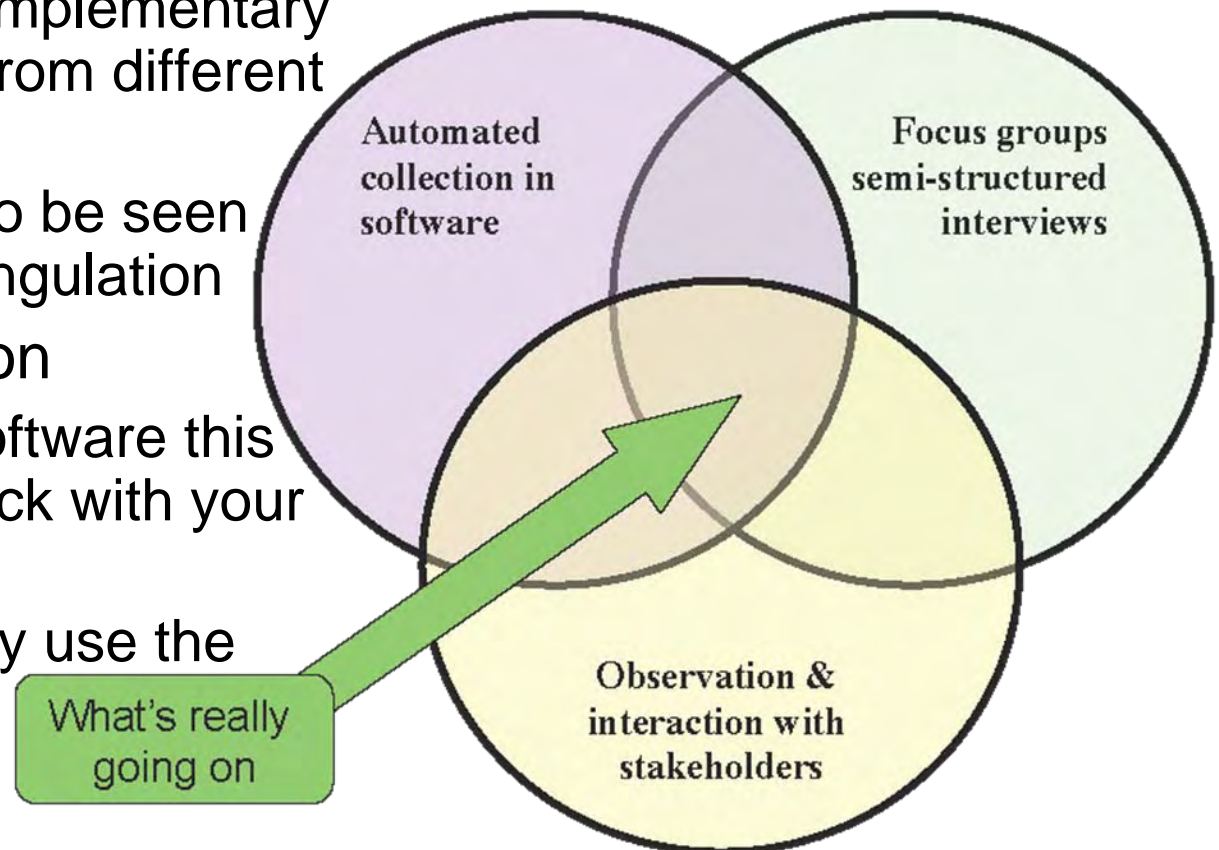 mplementary
rom different
o be seen
ngulation
on
oftware this
ck with your
y use the
Automated
collection in
software
Focus groups
semi-structured
interviews
Observation &
interaction with
stakeholders
What's really
going on